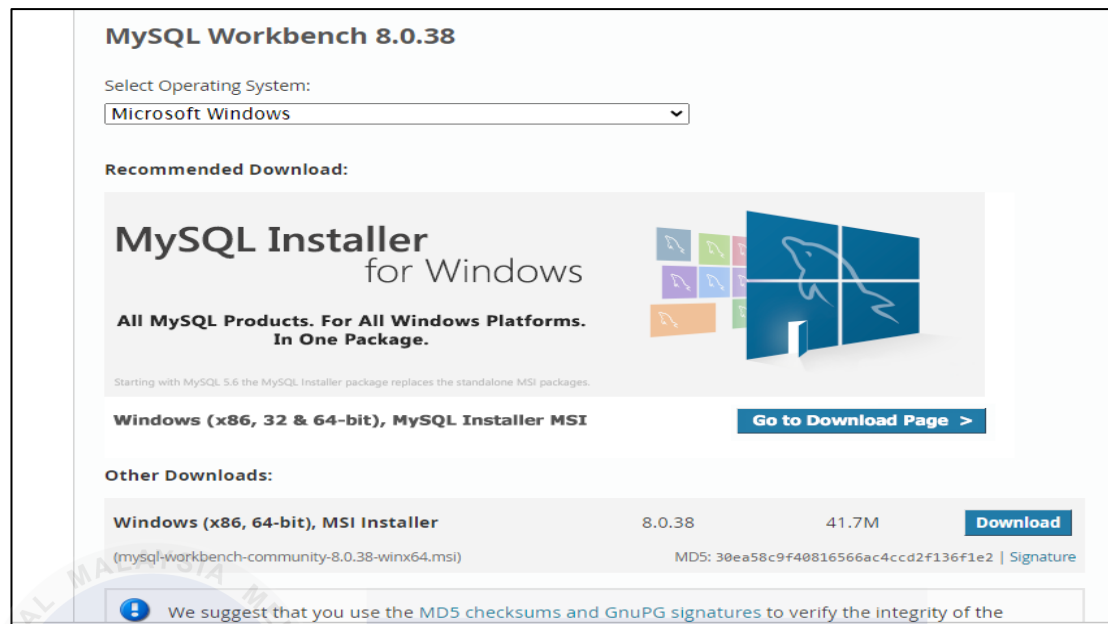 MySQL Workbench 8.0.38
Select Operating System:
Microsoft Windows
Recommended Download:
MySQL Installer
for Windows
All MySQL Products. For All Windows Platforms.
In One Package.
Starting with MySQL 5.6 the MySQL Installer package replaces the standalone MSI packages.
Windows (x86, 32 & 64-bit), MySQL Installer MSI
Go to Download Page >
Other Downloads:
Windows (x86, 64-bit), MSI Installer 8.0.38 41.7M Download
(mysql-workbench-community-8.0.38-winx64.msi) MD5: 30ea58c9f40816566ac4ccd2f136f1e2 | Signature
MALAYSIA
We suggest that you use the MD5 checksums and GnuPG signatures to verify the integrity of the